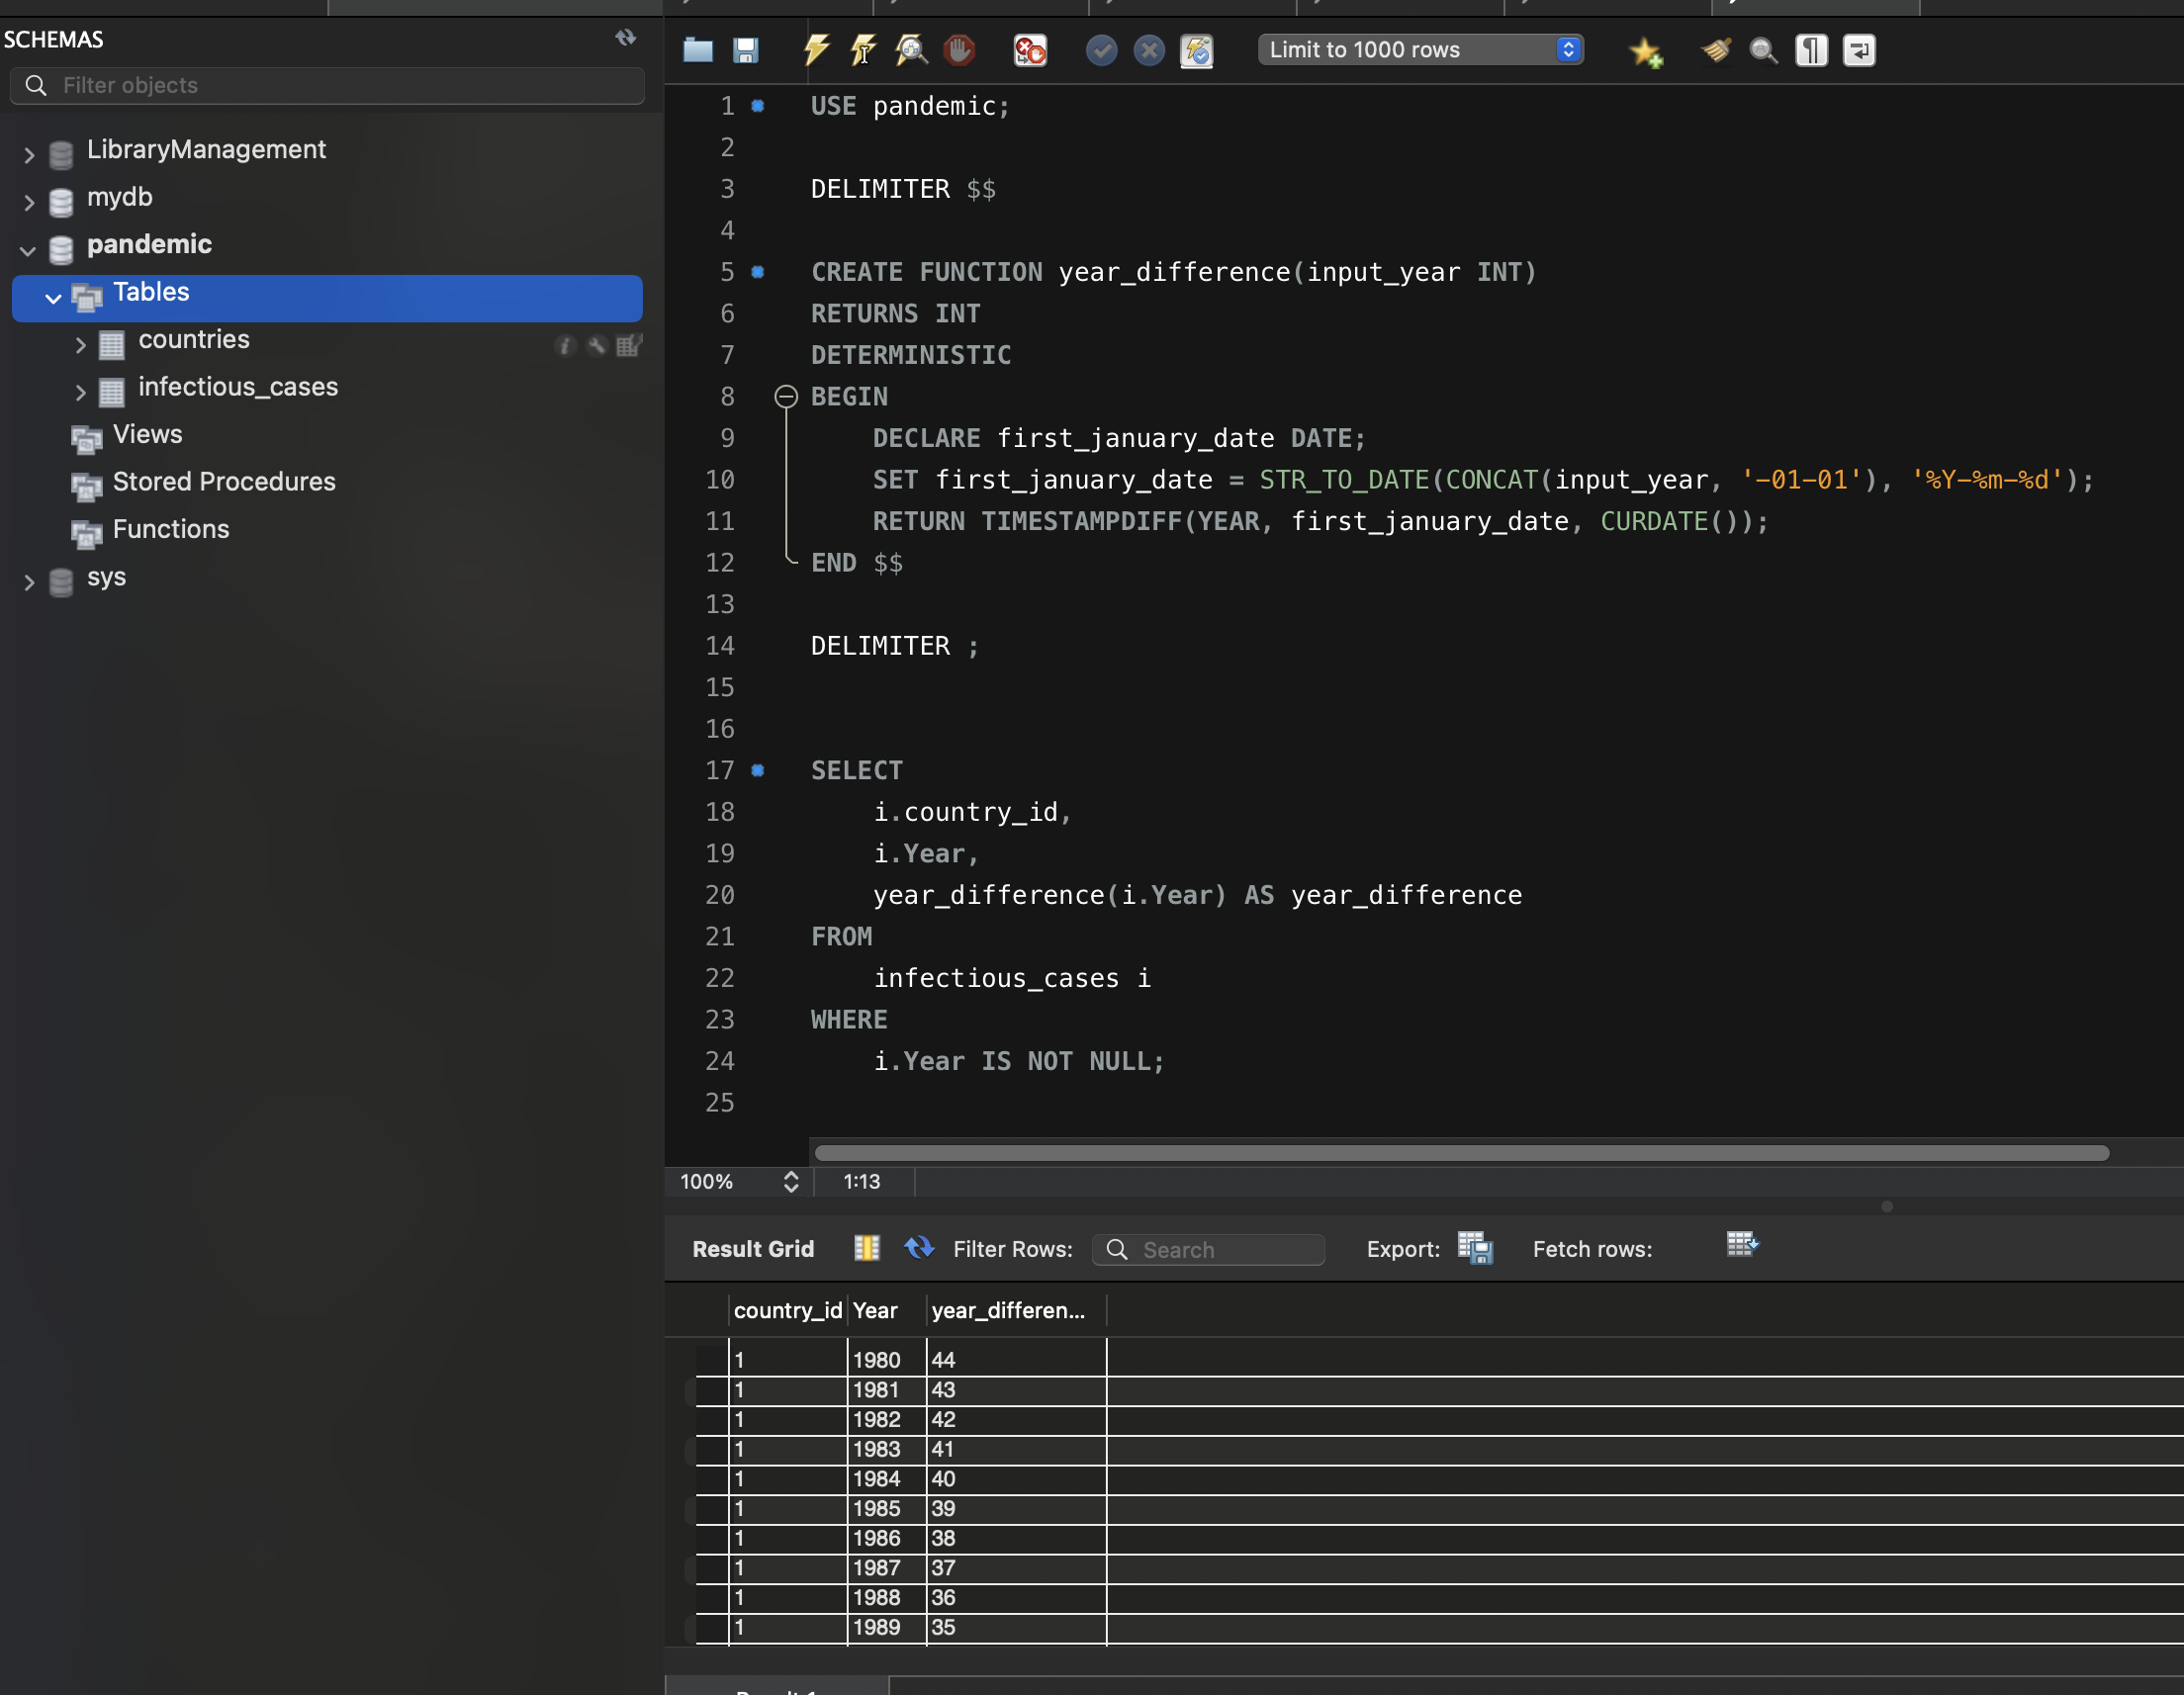 SCHEMAS
Filter objects
LibraryManagement
mydb
pandemic
Tables
countries
infectious_cases
Views
Stored Procedures
Functions
sys
Limit to 1000 rows
1 USE pandemic;
2
3 DELIMITER $$
4
5 CREATE FUNCTION year_difference(input_year INT)
6 RETURNS INT
7 DETERMINISTIC
8 BEGIN
9 DECLARE first_january_date DATE;
10 SET first_january_date = STR_TO_DATE(CONCAT(input_year, '-01-01'), '%Y-%m-%d');
11 RETURN TIMESTAMPDIFF(YEAR, first_january_date, CURDATE());
12 END $$
13
14 DELIMITER ;
15
16
17 SELECT
18 i.country_id,
19 i.Year,
20 year_difference(i.Year) AS year_difference
21 FROM
22 infectious_cases i
23 WHERE
24 i.Year IS NOT NULL;
25
100% 1:13
Result Grid Filter Rows: Search Export: Fetch rows:
country_id Year year_differen...
1 1980 44
1 1981 43
1 1982 42
1 1983 41
1 1984 40
1 1985 39
1 1986 38
1 1987 37
1 1988 36
1 1989 35